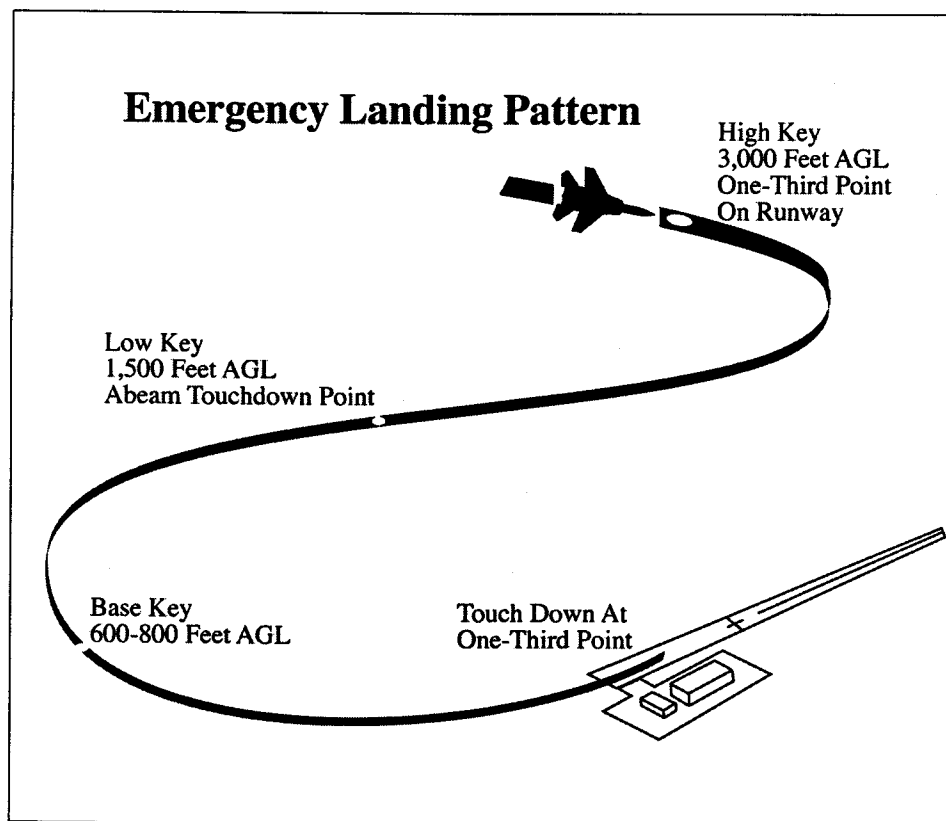 Emergency Landing Pattern
High Key
3,000 Feet AGL
One-Third Point
On Runway
Low Key
1,500 Feet AGL
Abeam Touchdown Point
Base Key
600-800 Feet AGL
Touch Down At
One-Third Point